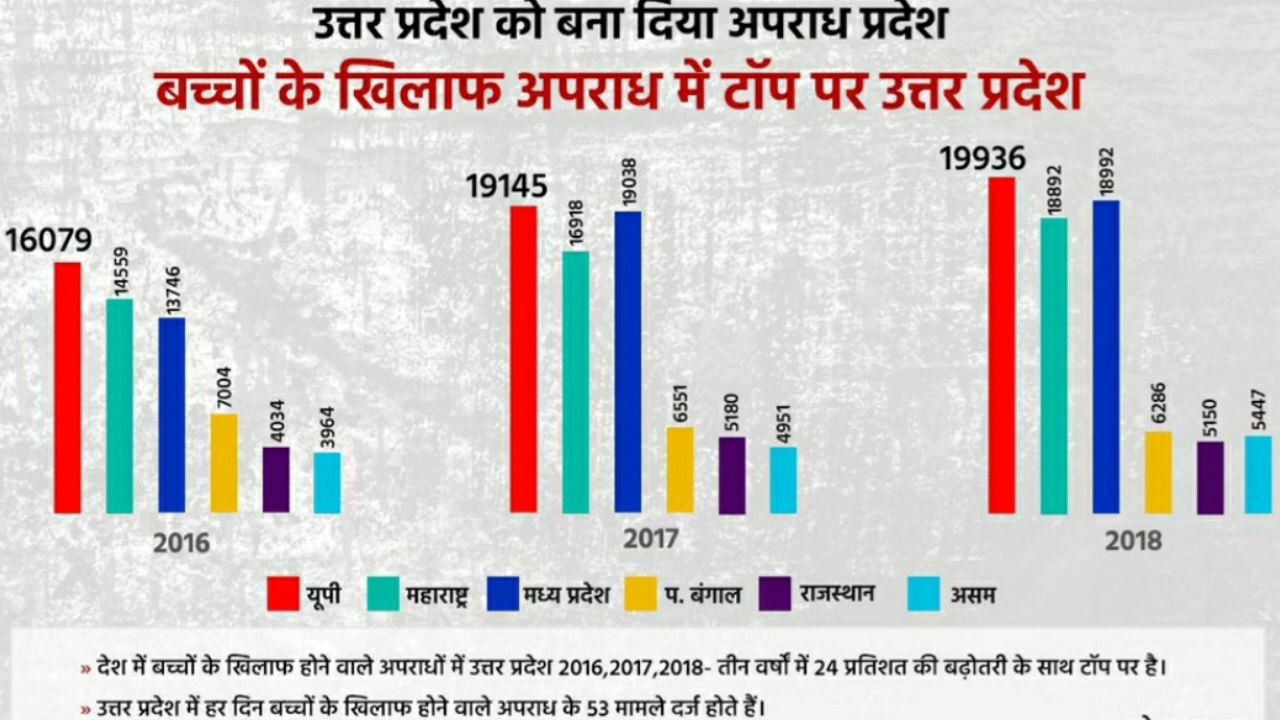 उत्तर प्रदेश को बना दिया अपराध प्रदेश
बच्चों के खिलाफ अपराध में टॉप पर उत्तर प्रदेश
16079 14559 13746 7004 4034 3964
19145 16918 19038 6551 5180 4951
19936 18892 18992 6286 5150 5447
2016 2017 2018
यूपी महाराष्ट्र मध्य प्रदेश प. बंगाल राजस्थान असम
» देश में बच्चों के खिलाफ होने वाले अपराधों में उत्तर प्रदेश 2016,2017,2018- तीन वर्षों में 24 प्रतिशत की बढ़ोतरी के साथ टॉप पर है।
» उत्तर प्रदेश में हर दिन बच्चों के खिलाफ होने वाले अपराध के 53 मामले दर्ज होते हैं।